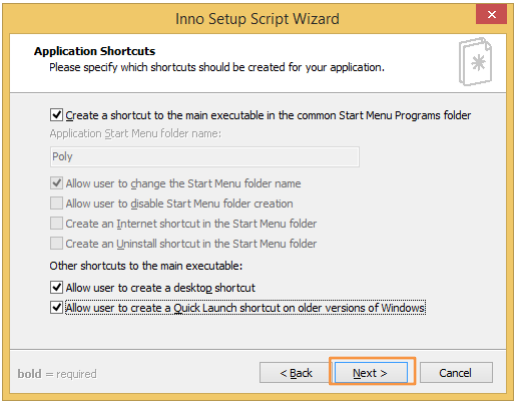 Inno Setup Script Wizard
Application Shortcuts
Please specify which shortcuts should be created for your application.
Create a shortcut to the main executable in the common Start Menu Programs folder
Application Start Menu folder name:
Poly
Allow user to change the Start Menu folder name
Allow user to disable Start Menu folder creation
Create an Internet shortcut in the Start Menu folder
Create an Uninstall shortcut in the Start Menu folder
Other shortcuts to the main executable:
Allow user to create a desktop shortcut
Allow user to create a Quick Launch shortcut on older versions of Windows
bold = required < Back Next > Cancel